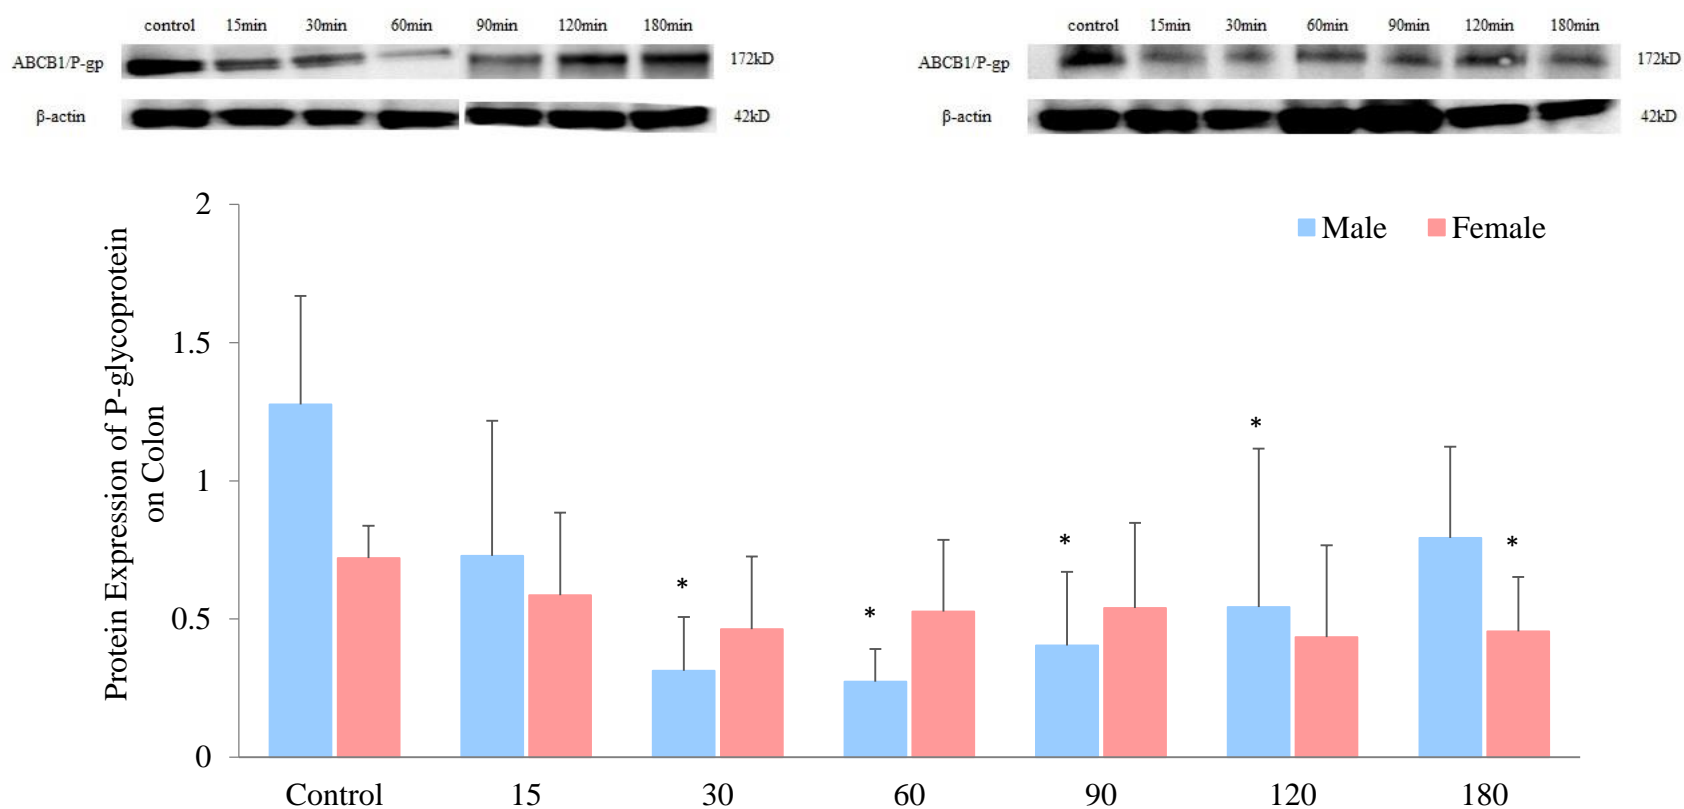 control 15min 30min 60min 90min 120min 180min
ABCB1/P-gp 172kD
β-actin 42kD
control 15min 30min 60min 90min 120min 180min
ABCB1/P-gp 172kD
β-actin 42kD
Protein Expression of P-glycoprotein
on Colon
2
1.5
1
0.5
0
Male Female
*
*
*
*
*
Control 15 30 60 90 120 180